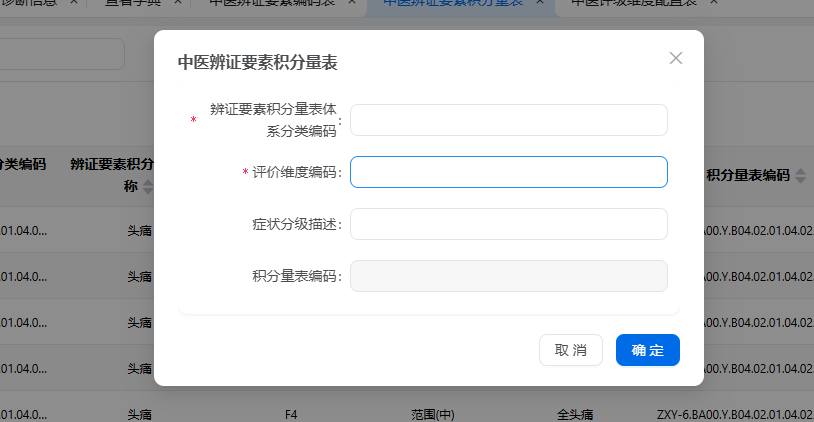 诊断信息 查看字典 中医辨证要素编码表 中医辨证要素积分量表 中医评级维度配置表
中医辨证要素积分量表
* 辨证要素积分量表体
系分类编码:
* 评价维度编码:
症状分级描述:
积分量表编码:
取消 确定
分类编码 辨证要素积分 积分量表编码
称
.01.04.0... 头痛 BA00.Y.B04.02.01.04.02
.01.04.0... 头痛 BA00.Y.B04.02.01.04.02
.01.04.0... 头痛 BA00.Y.B04.02.01.04.02
.01.04.0... 头痛 BA00.Y.B04.02.01.04.02
.01.04.0... 头痛 F4 范围(中) 全头痛 ZXY-6.BA00.Y.B04.02.01.04.02